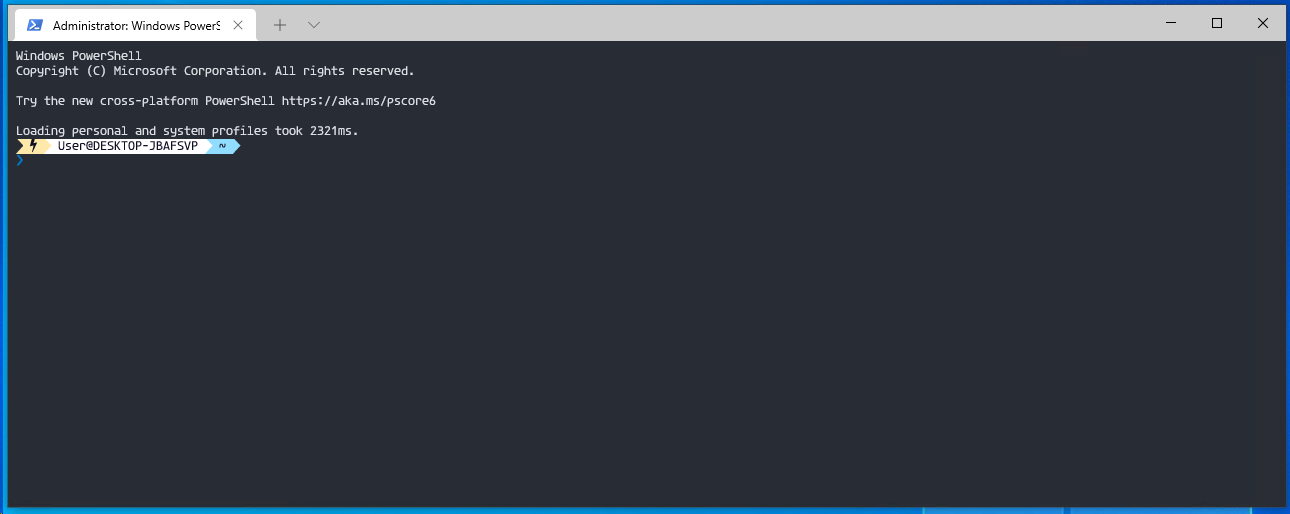 Administrator: Windows PowerS
Windows PowerShell
Copyright (C) Microsoft Corporation. All rights reserved.
Try the new cross-platform PowerShell https://aka.ms/pscore6
Loading personal and system profiles took 2321ms.
User@DESKTOP-JBAFSVP ~
❯